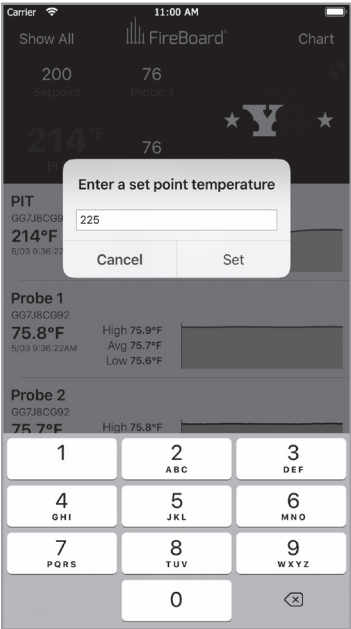 Carrier 11:00 AM
Show All FireBoard® Chart
200 76
Setpoint Probe 1
Y
214°F 76
Enter a set point temperature
225
Cancel Set
PIT
GG7J8CG9
214°F
5/03 9:36:22
Probe 1
GG7J8CG92
75.8°F
5/03 9:36:22AM
High 75.9°F
Avg 75.7°F
Low 75.6°F
Probe 2
GG7J8CG92
75.7°F
High 75.8°F
1 2 ABC 3 DEF
4 GHI 5 JKL 6 MNO
7 PQRS 8 TUV 9 WXYZ
0